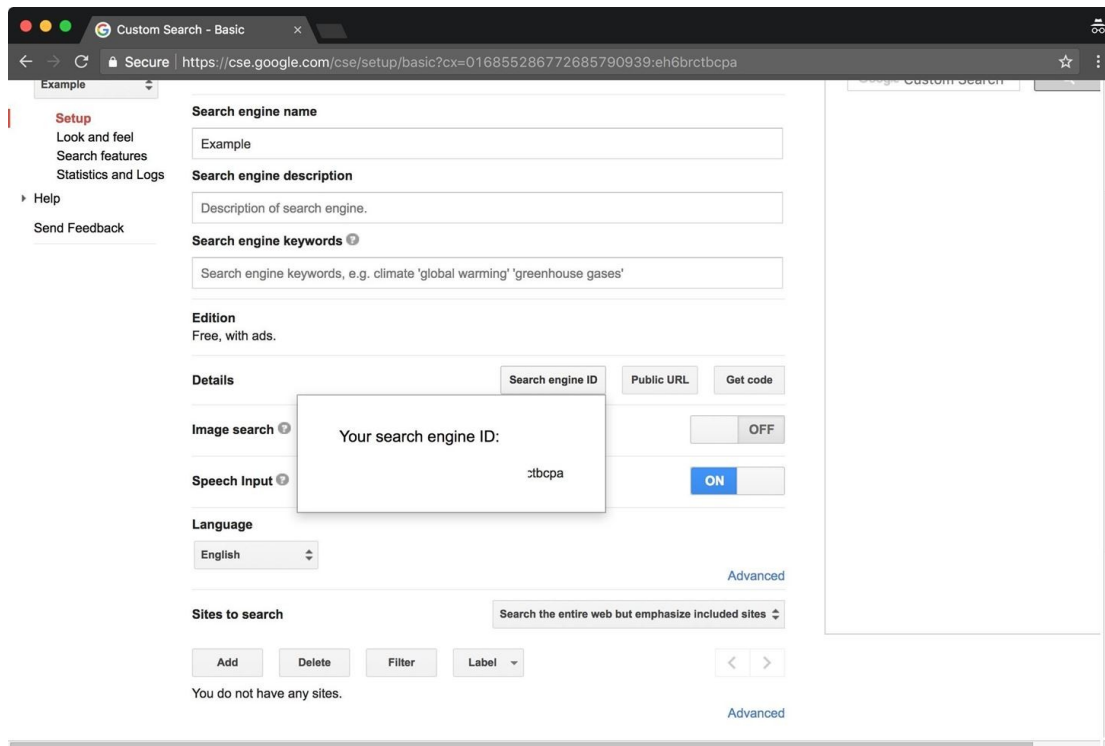 Custom Search - Basic
Secure https://cse.google.com/cse/setup/basic?cx=016855286772685790939:eh6brctbcpa
Example
Google Custom Search
Setup
Look and feel
Search features
Statistics and Logs
Help
Send Feedback
Search engine name
Example
Search engine description
Description of search engine.
Search engine keywords
Search engine keywords, e.g. climate 'global warming' 'greenhouse gases'
Edition
Free, with ads.
Details Search engine ID Public URL Get code
Your search engine ID:
ctbcpa
Image search OFF
Speech Input ON
Language
English
Advanced
Sites to search Search the entire web but emphasize included sites
Add Delete Filter Label
You do not have any sites.
Advanced